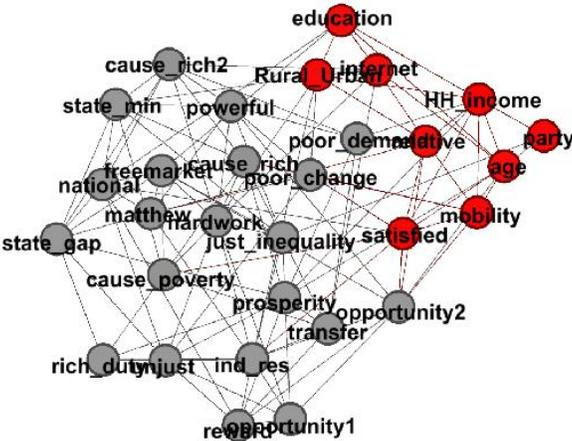 education
cause_rich2
Rural_Urban
internet
state_min
powerful
HH_income
poor_demand
relative
party
cause_rich
freemarket
poor_change
age
national
matthew
hardwork
mobility
state_gap
just_inequality
satisfied
cause_poverty
prosperity
opportunity2
transfer
rich_duty
unjust
ind_res
reward
opportunity1